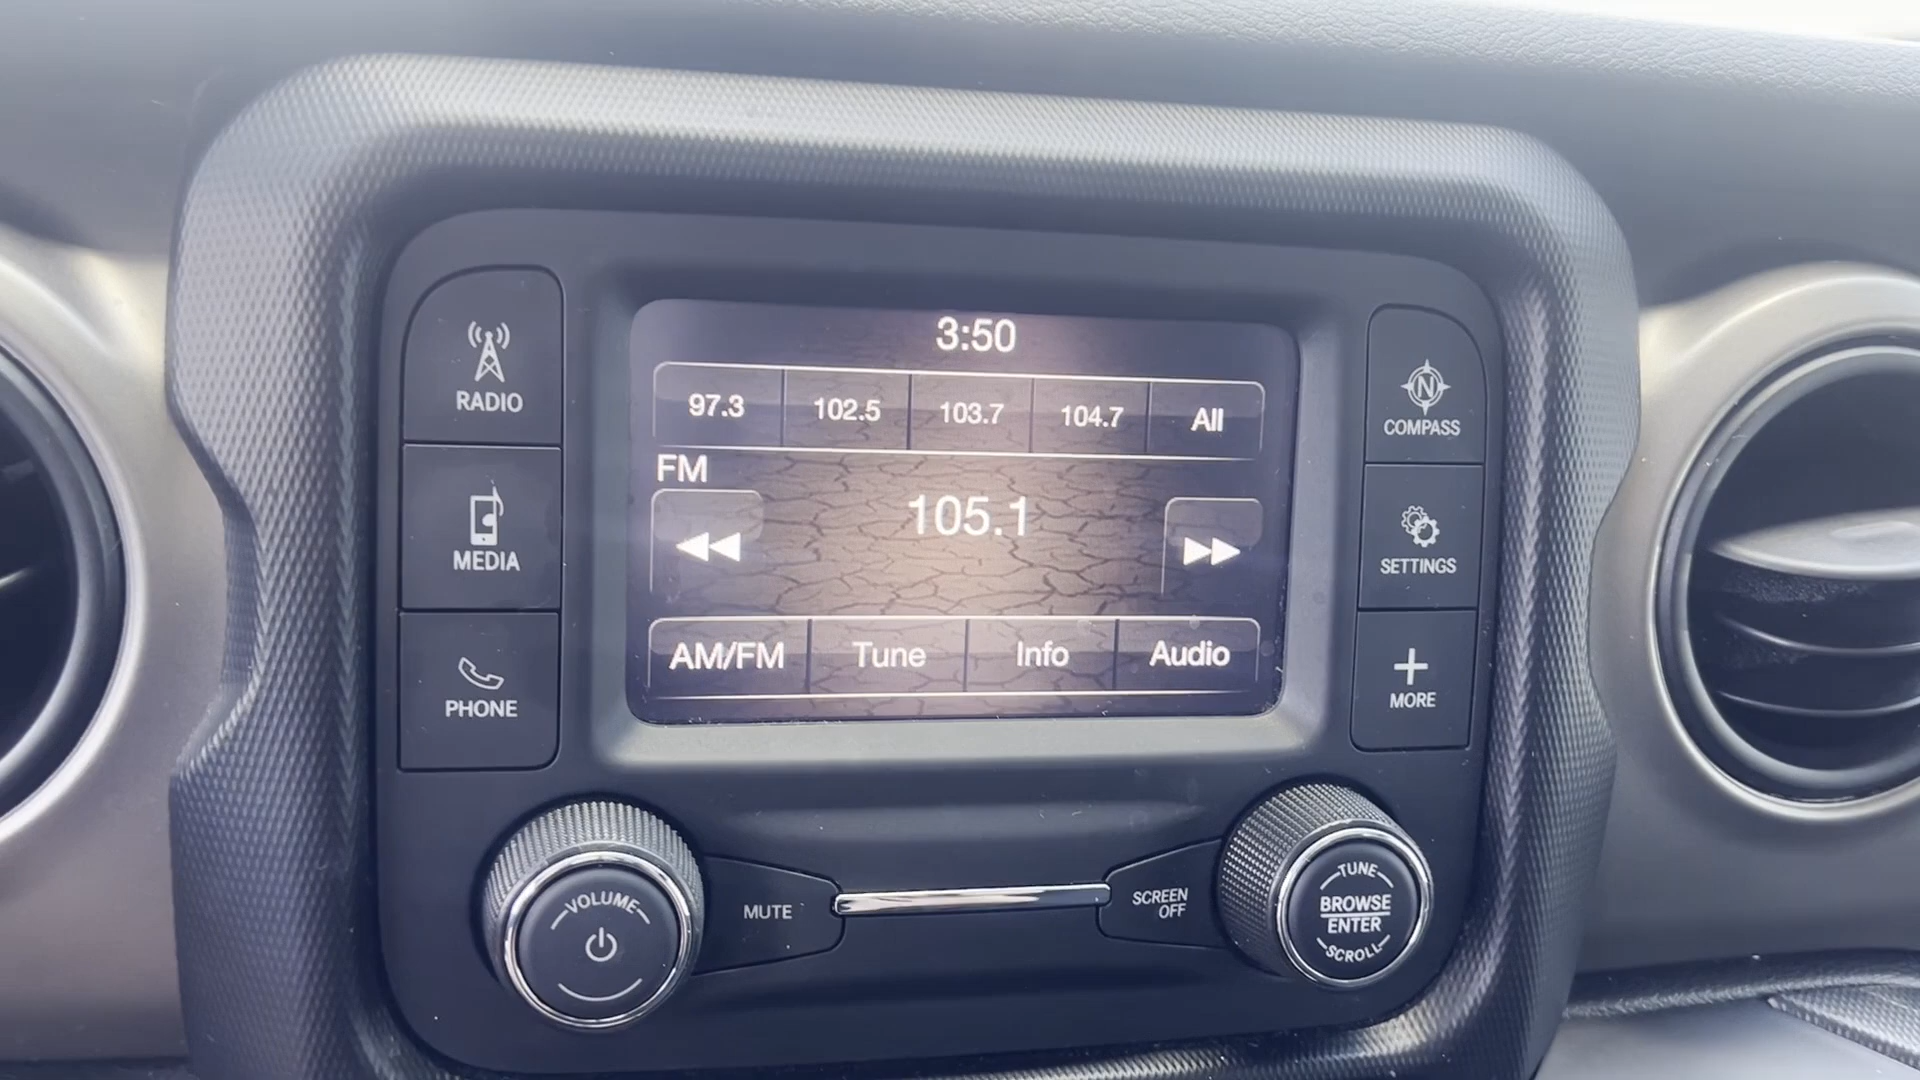 3:50
97.3 102.5 103.7 104.7 All
FM
105.1
AM/FM Tune Info Audio
RADIO
MEDIA
PHONE
N
COMPASS
SETTINGS
MORE
VOLUME
MUTE
SCREEN
OFF
TUNE
BROWSE
ENTER
SCROLL